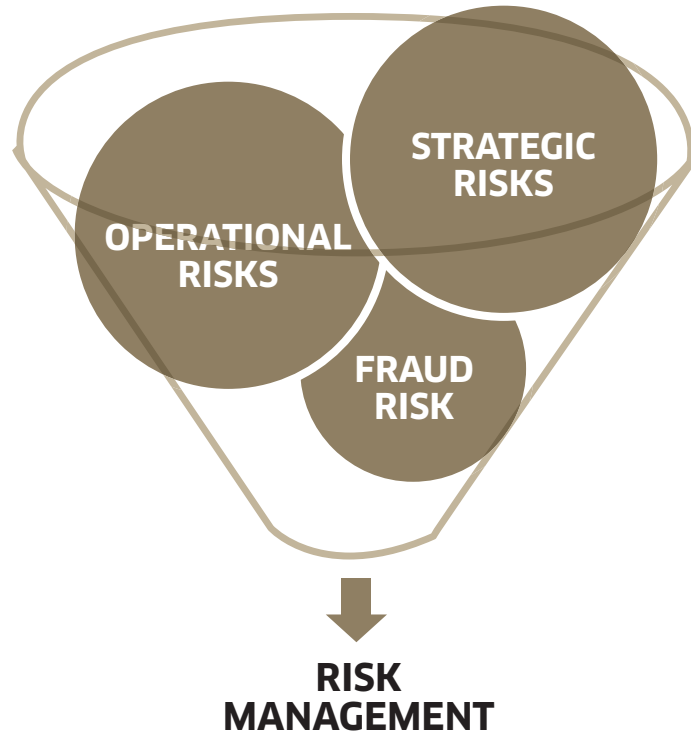 STRATEGIC
RISKS
OPERATIONAL
RISKS
FRAUD
RISK
RISK
MANAGEMENT